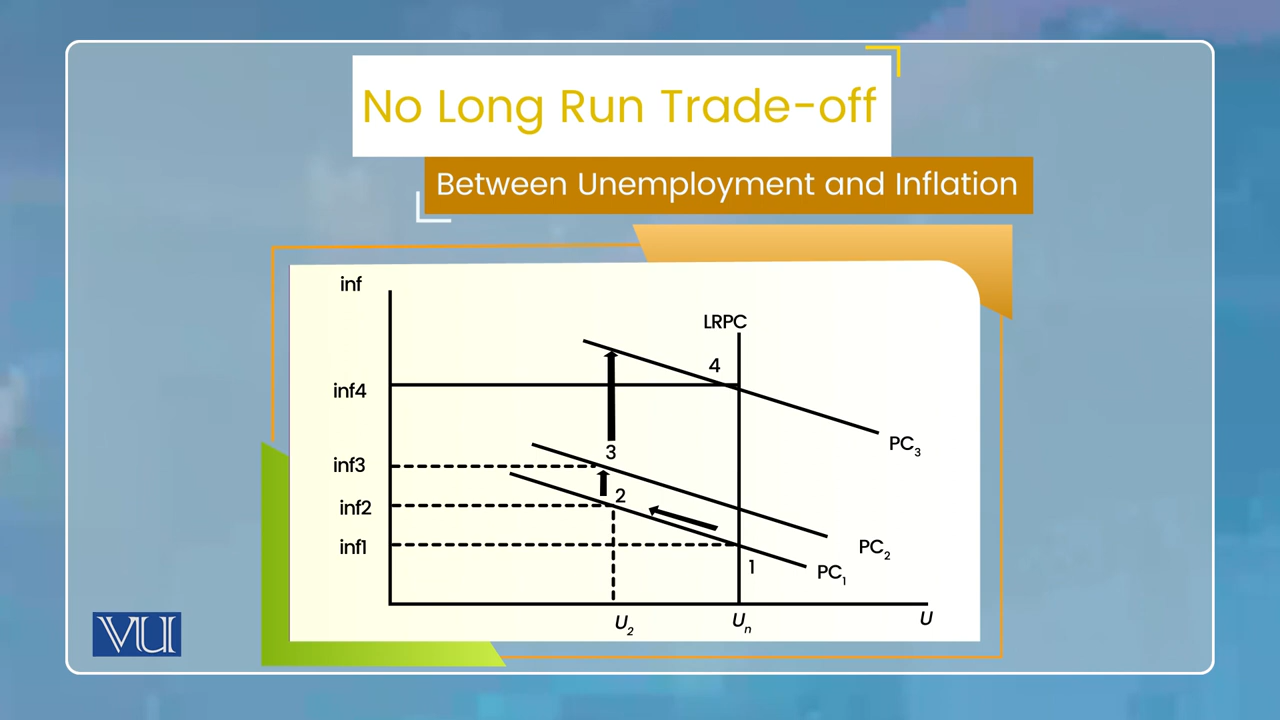 No Long Run Trade-off
Between Unemployment and Inflation
inf
LRPC
4
inf4
PC3
3
inf3
2
inf2
inf1
PC2
1
PC1
U2
Un
U
VU